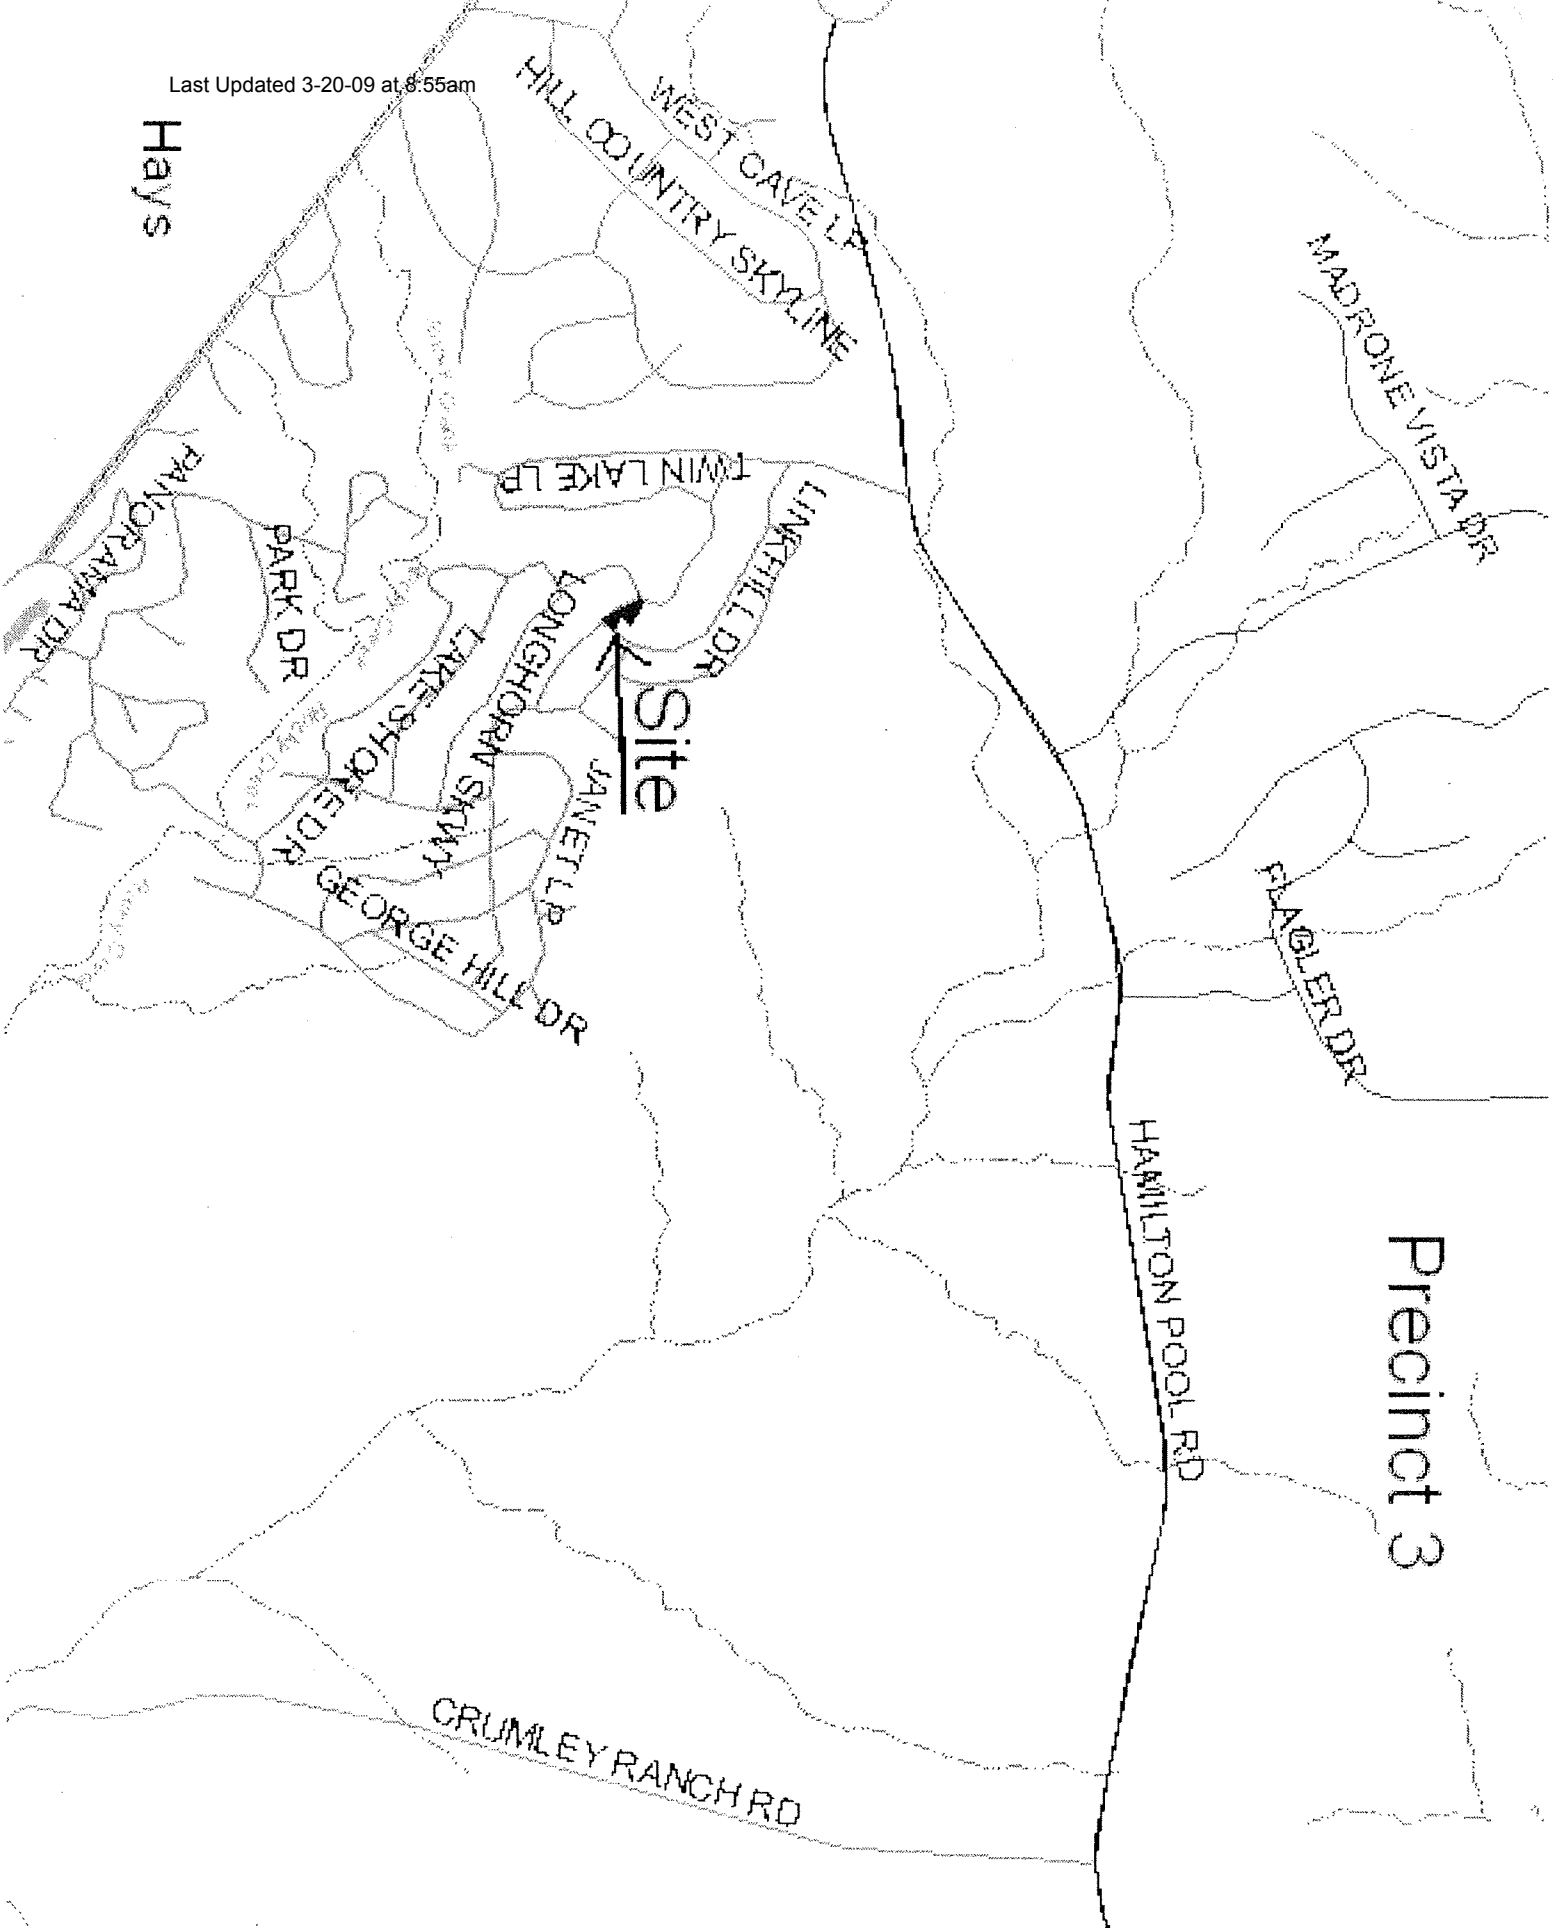 Last Updated 3-20-09 at 8:55am
Hays
HILL COUNTRY SKYLINE
WEST CAVE LP
MADRONE VISTA DR
TWIN LAKE LP
LINKHILL DR
PANORAMA DR
PARK DR
LONGHORN SKWY
LAKE SHORE DR
Site
JANET LP
GEORGE HILL DR
FLAGLER DR
HAMILTON POOL RD
Precinct 3
CRUMLEY RANCH RD